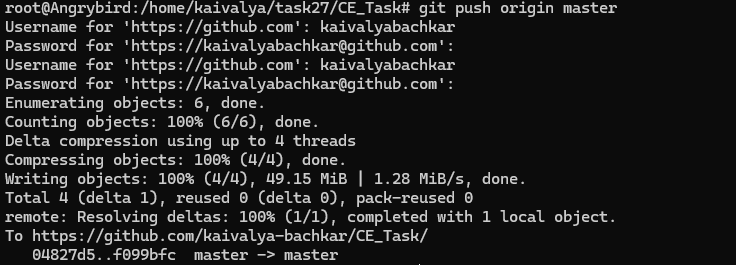 root@Angrybird:/home/kaivalya/task27/CE_Task# git push origin master
Username for 'https://github.com': kaivalyabachkar
Password for 'https://kaivalyabachkar@github.com':
Username for 'https://github.com': kaivalyabachkar
Password for 'https://kaivalyabachkar@github.com':
Enumerating objects: 6, done.
Counting objects: 100% (6/6), done.
Delta compression using up to 4 threads
Compressing objects: 100% (4/4), done.
Writing objects: 100% (4/4), 49.15 MiB | 1.28 MiB/s, done.
Total 4 (delta 1), reused 0 (delta 0), pack-reused 0
remote: Resolving deltas: 100% (1/1), completed with 1 local object.
To https://github.com/kaivalya-bachkar/CE_Task/
   04827d5..f099bfc  master -> master